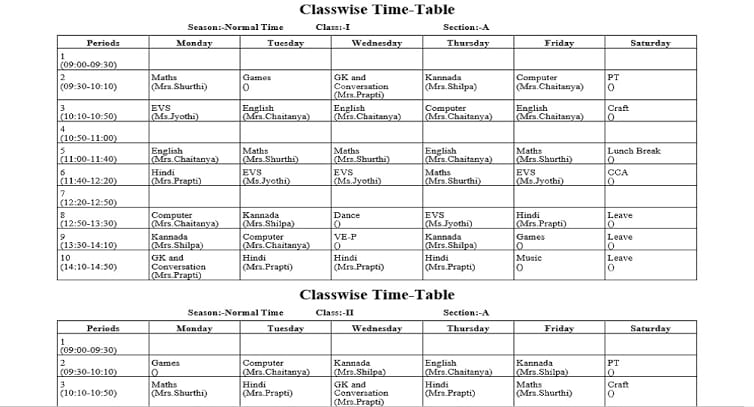 Classwise Time-Table
Season:-Normal Time Class:-I Section:-A
Periods Monday Tuesday Wednesday Thursday Friday Saturday
1
(09:00-09:30)
2 Maths Games GK and Kannada Computer PT
(09:30-10:10) (Mrs.Shurthi) () Conversation (Mrs.Shilpa) (Mrs.Chaitanya) ()
(Mrs.Prapti)
3 EVS English English Computer English Craft
(10:10-10:50) (Ms.Jyothi) (Mrs.Chaitanya) (Mrs.Chaitanya) (Mrs.Chaitanya) (Mrs.Chaitanya) ()
4
(10:50-11:00)
5 English Maths Maths English Maths Lunch Break
(11:00-11:40) (Mrs.Chaitanya) (Mrs.Shurthi) (Mrs.Shurthi) (Mrs.Chaitanya) (Mrs.Shurthi) ()
6 Hindi EVS EVS Maths EVS CCA
(11:40-12:20) (Mrs.Prapti) (Ms.Jyothi) (Ms.Jyothi) (Mrs.Shurthi) (Ms.Jyothi) ()
7
(12:20-12:50)
8 Computer Kannada Dance EVS Hindi Leave
(12:50-13:30) (Mrs.Chaitanya) (Mrs.Shilpa) () (Ms.Jyothi) (Mrs.Prapti) ()
9 Kannada Computer VE-P Kannada Games Leave
(13:30-14:10) (Mrs.Shilpa) (Mrs.Chaitanya) () (Mrs.Shilpa) () ()
10 GK and Hindi Hindi Hindi Music Leave
(14:10-14:50) Conversation (Mrs.Prapti) (Mrs.Prapti) (Mrs.Prapti) () ()
(Mrs.Prapti)
Classwise Time-Table
Season:-Normal Time Class:-II Section:-A
Periods Monday Tuesday Wednesday Thursday Friday Saturday
1
(09:00-09:30)
2 Games Computer Kannada English Kannada PT
(09:30-10:10) () (Mrs.Chaitanya) (Mrs.Shilpa) (Mrs.Chaitanya) (Mrs.Shilpa) ()
3 Maths Hindi GK and Hindi Maths Craft
(10:10-10:50) (Mrs.Shurthi) (Mrs.Prapti) Conversation (Mrs.Prapti) (Mrs.Shurthi) ()
(Mrs.Prapti)